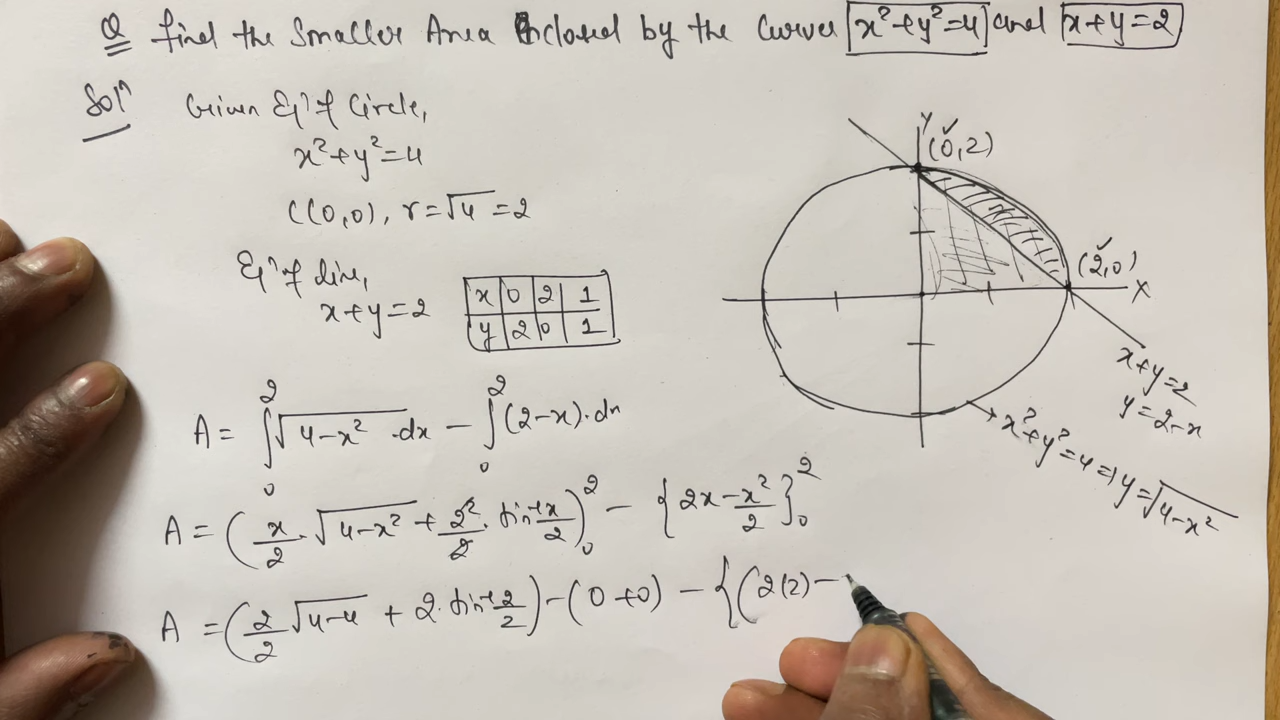 Q find the Smaller Area Enclosed by the Curves x²+y²=4 and x+y=2
Solⁿ Given Eqⁿ of Circle,
x²+y²=4
C(0,0), r=√4=2
Eqⁿ of line,
x+y=2
x 0 2 1
y 2 0 1
Y
(0,2)
(2,0)
X
x+y=2
y=2-x
x²+y²=4⇒y=√4-x²
A= ∫₀² √4-x² .dx - ∫₀² (2-x).dx
A= (x/2 . √4-x² + 2²/2 . sin⁻¹ x/2)₀² - {2x-x²/2}₀²
A =(2/2 √4-4 + 2. sin⁻¹ 2/2)-(0+0) - {(2(2)-